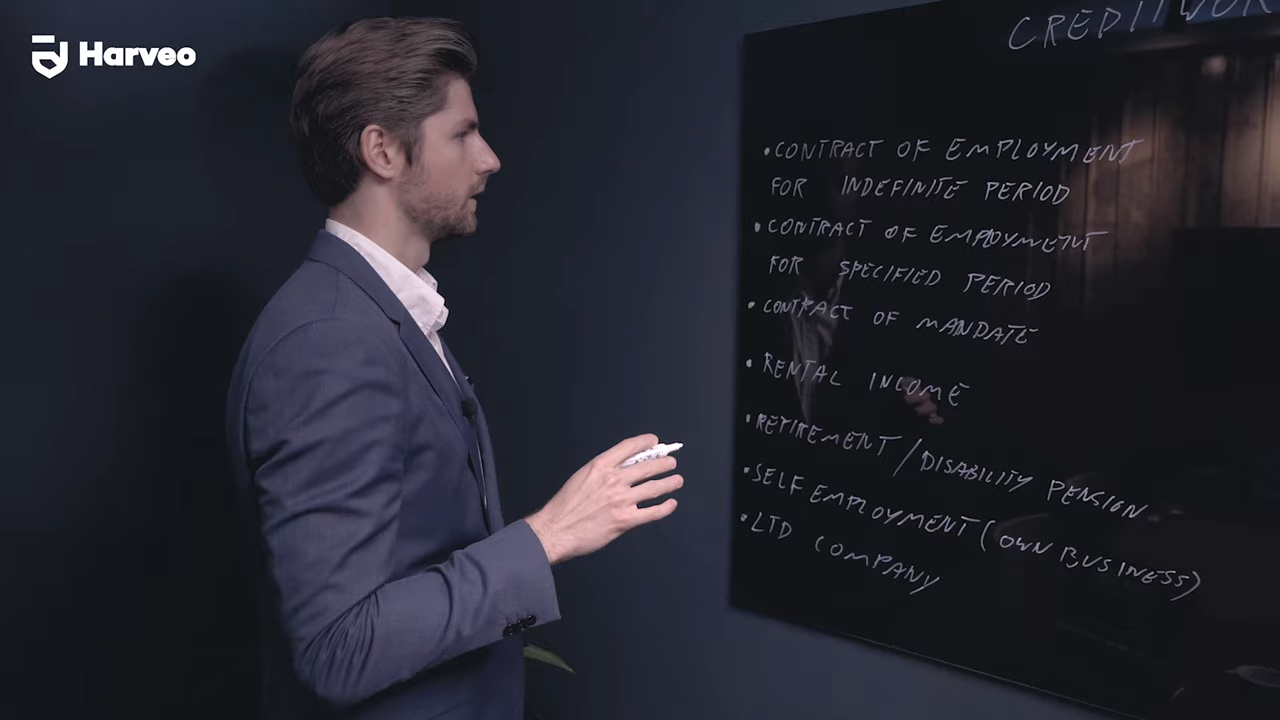 Harveo
CREDITWOR
• CONTRACT OF EMPLOYMENT
FOR INDEFINITE PERIOD
• CONTRACT OF EMPLOYMENT
FOR SPECIFIED PERIOD
• CONTRACT OF MANDATE
• RENTAL INCOME
• RETIREMENT / DISABILITY PENSION
• SELF EMPLOYMENT (OWN BUSINESS)
• LTD COMPANY